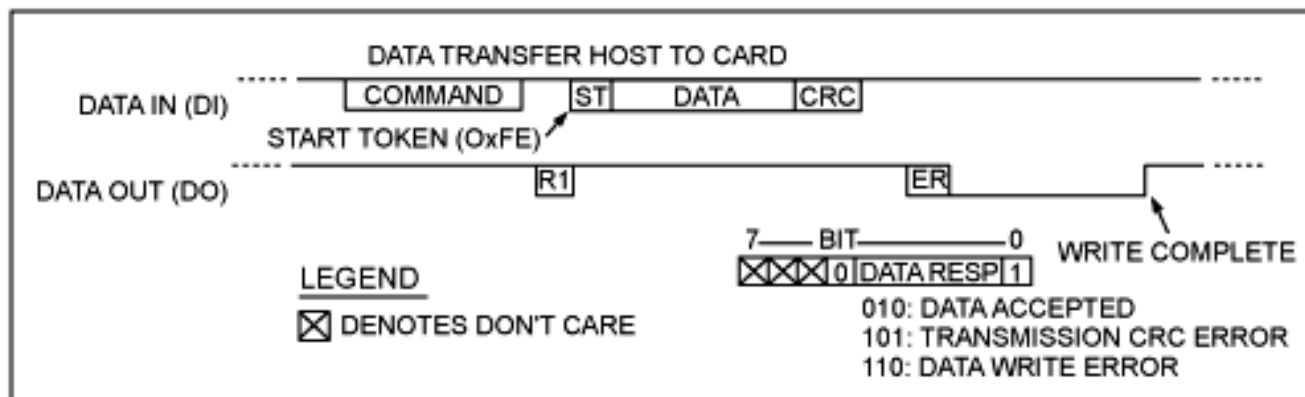 DATA TRANSFER HOST TO CARD
DATA IN (DI)
COMMAND
ST
DATA
CRC
START TOKEN (OxFE)
DATA OUT (DO)
R1
ER
WRITE COMPLETE
7 BIT 0
0 DATA RESP 1
LEGEND
DENOTES DON'T CARE
010: DATA ACCEPTED
101: TRANSMISSION CRC ERROR
110: DATA WRITE ERROR